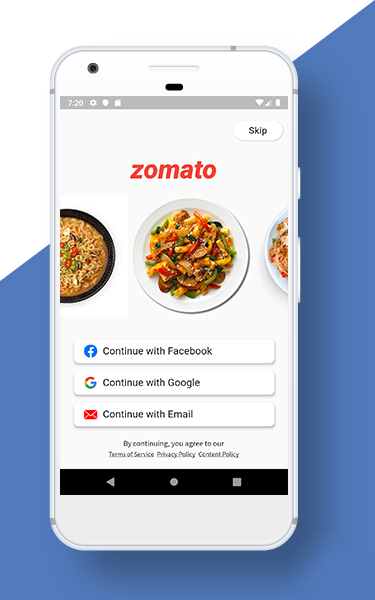 7:20
Skip
zomato
Continue with Facebook
Continue with Google
Continue with Email
By continuing, you agree to our
Terms of Service Privacy Policy Content Policy